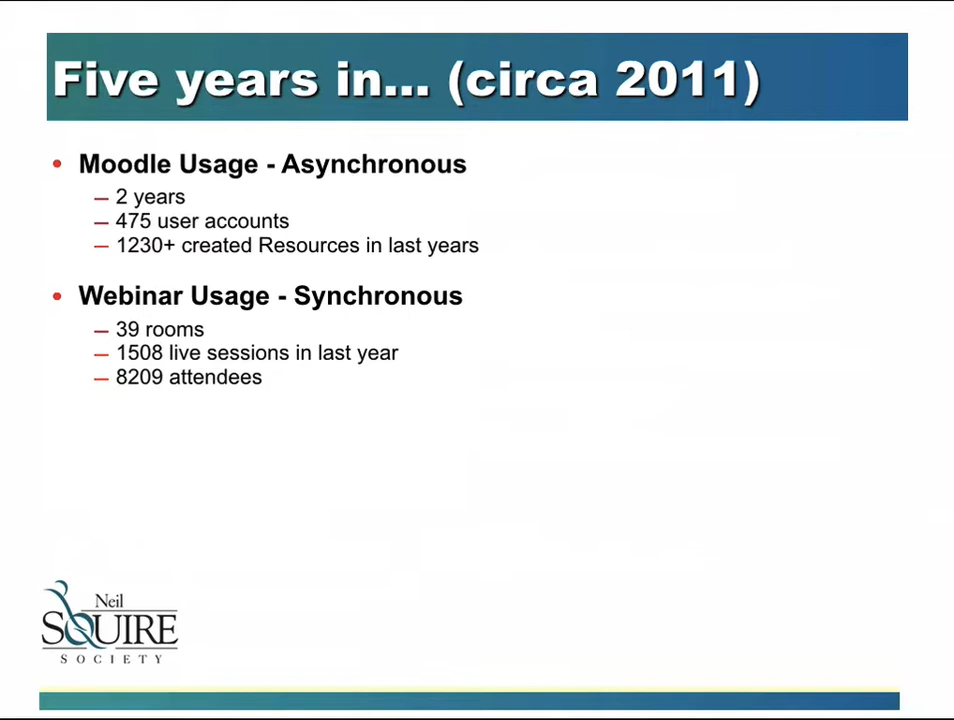 Five years in... (circa 2011)
• Moodle Usage - Asynchronous
– 2 years
– 475 user accounts
– 1230+ created Resources in last years
• Webinar Usage - Synchronous
– 39 rooms
– 1508 live sessions in last year
– 8209 attendees
Neil
SQUIRE
SOCIETY